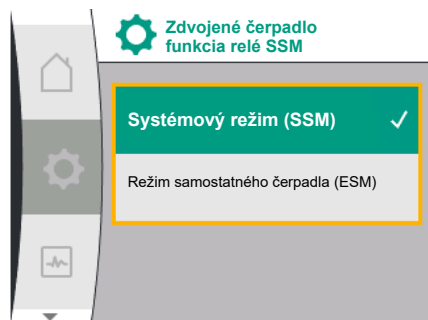 Zdvojené čerpadlo
funkcia relé SSM
Systémový režim (SSM)
Režim samostatného čerpadla (ESM)